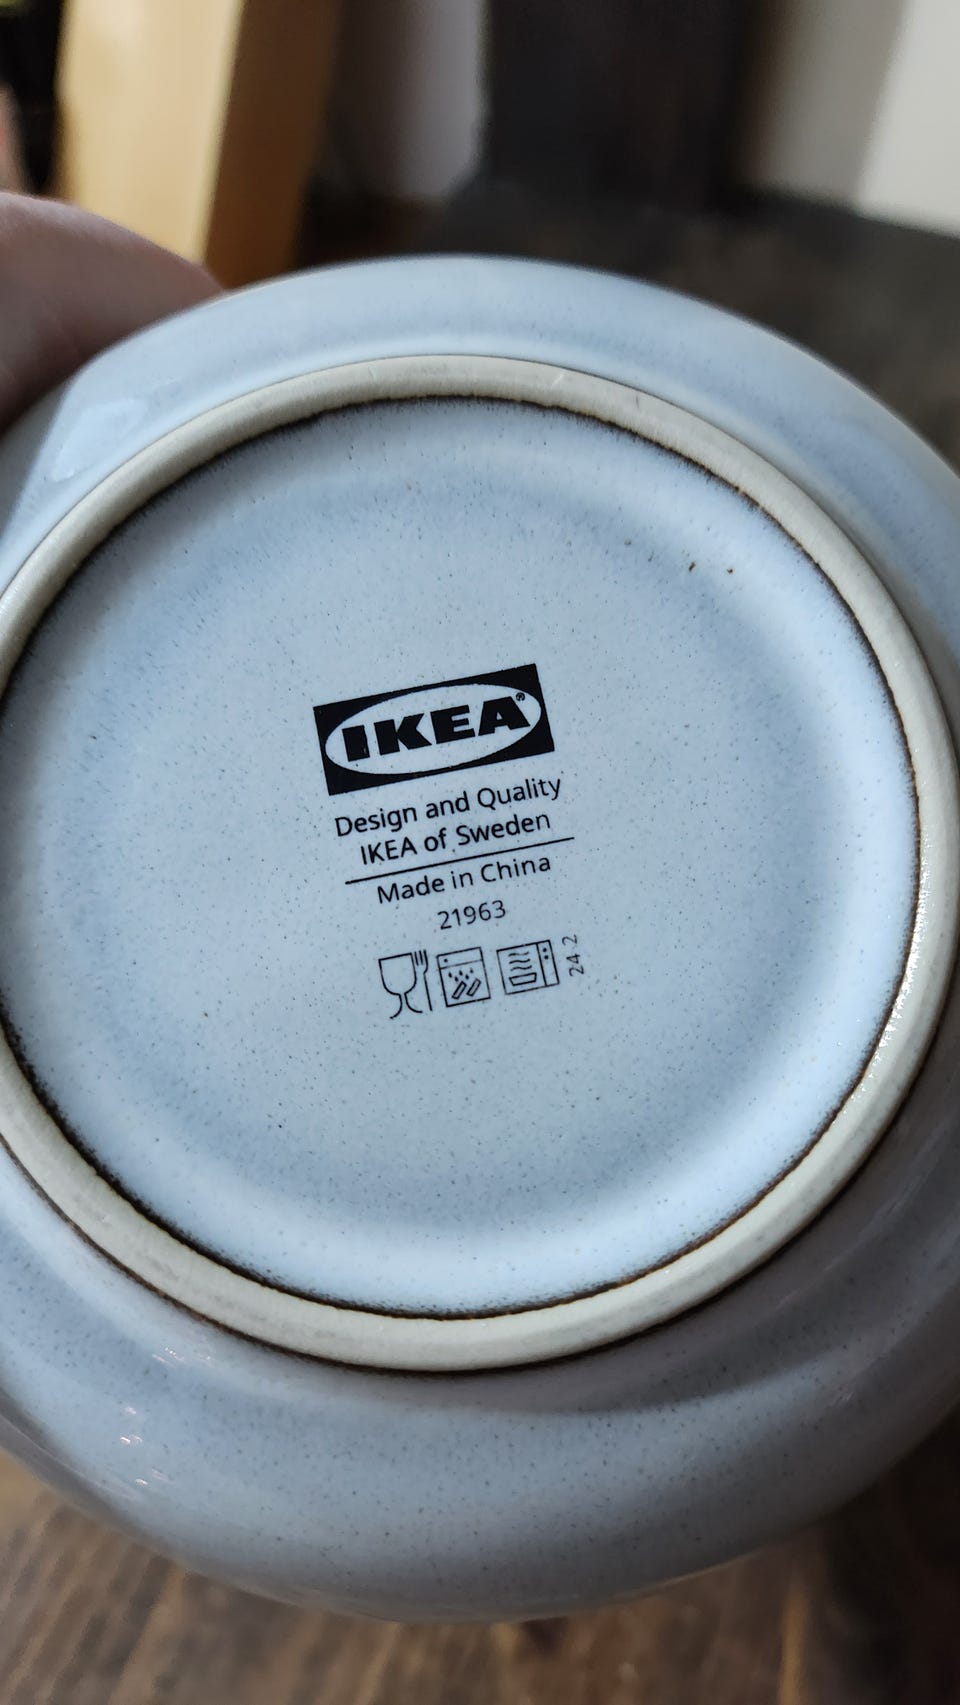 IKEA®
Design and Quality
IKEA of Sweden
Made in China
21963
24-2